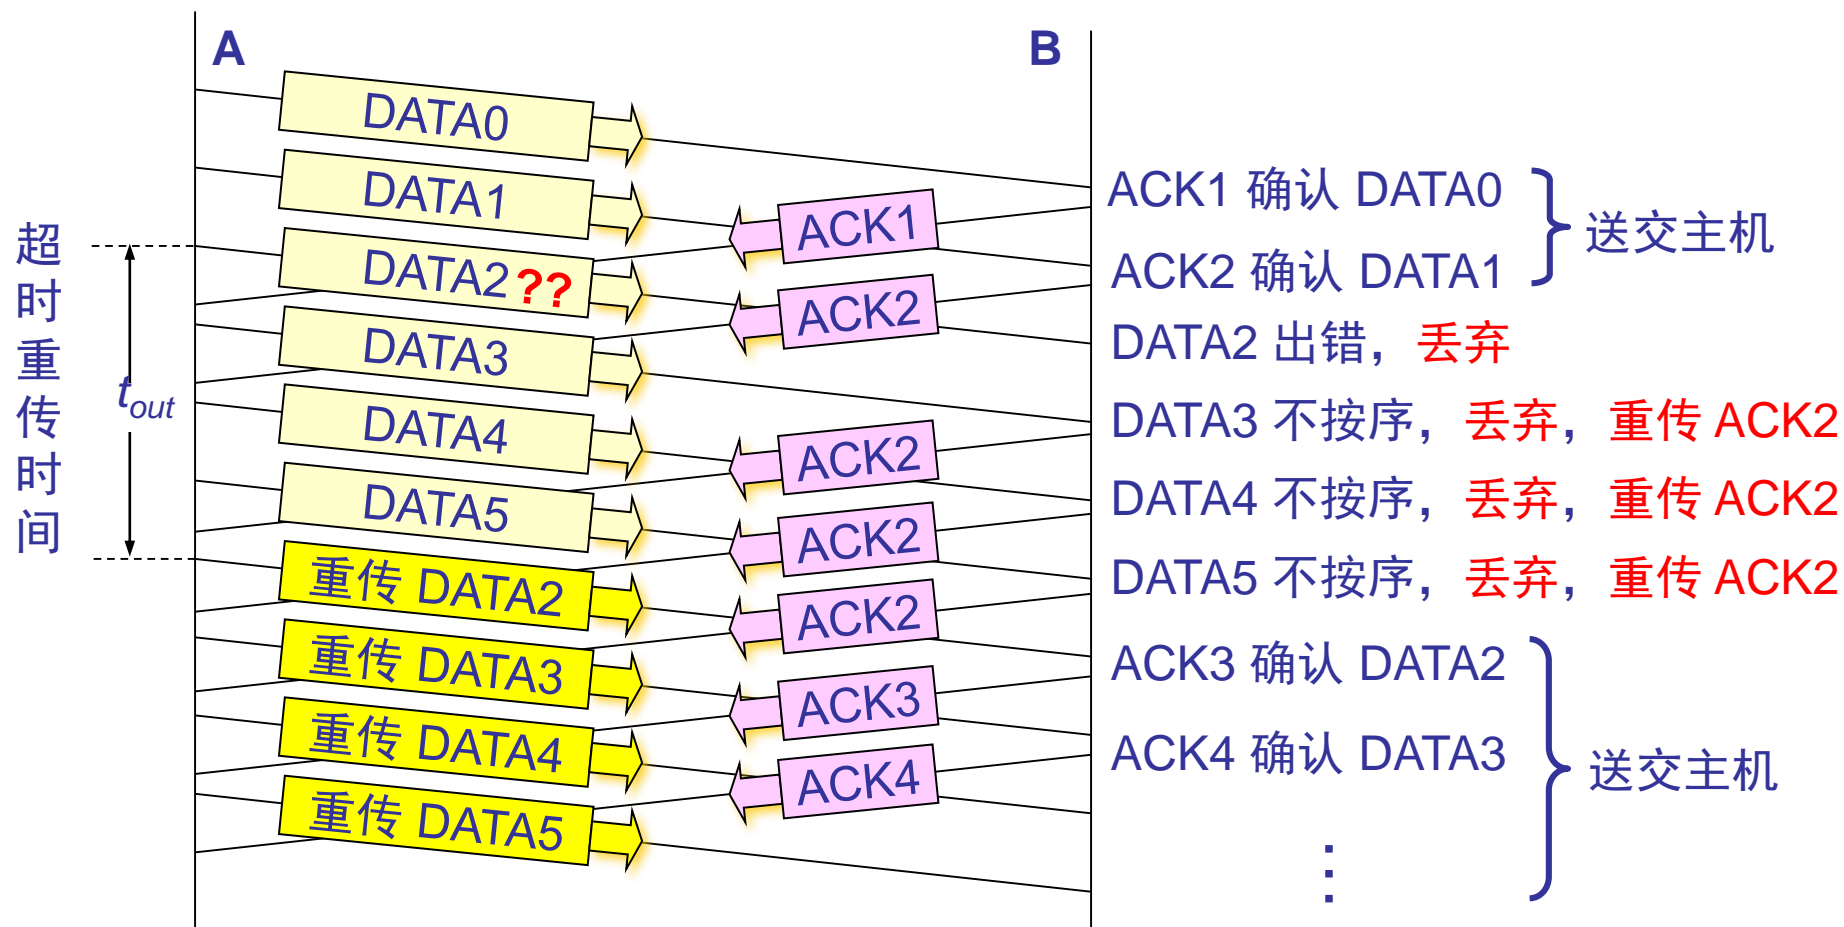 A
B
DATA0
DATA1
DATA2??
DATA3
DATA4
DATA5
重传 DATA2
重传 DATA3
重传 DATA4
重传 DATA5
ACK1
ACK2
ACK2
ACK2
ACK2
ACK3
ACK4
超时重传时间
tout
ACK1 确认 DATA0
ACK2 确认 DATA1
送交主机
DATA2 出错，丢弃
DATA3 不按序，丢弃，重传 ACK2
DATA4 不按序，丢弃，重传 ACK2
DATA5 不按序，丢弃，重传 ACK2
ACK3 确认 DATA2
ACK4 确认 DATA3
送交主机
⋮